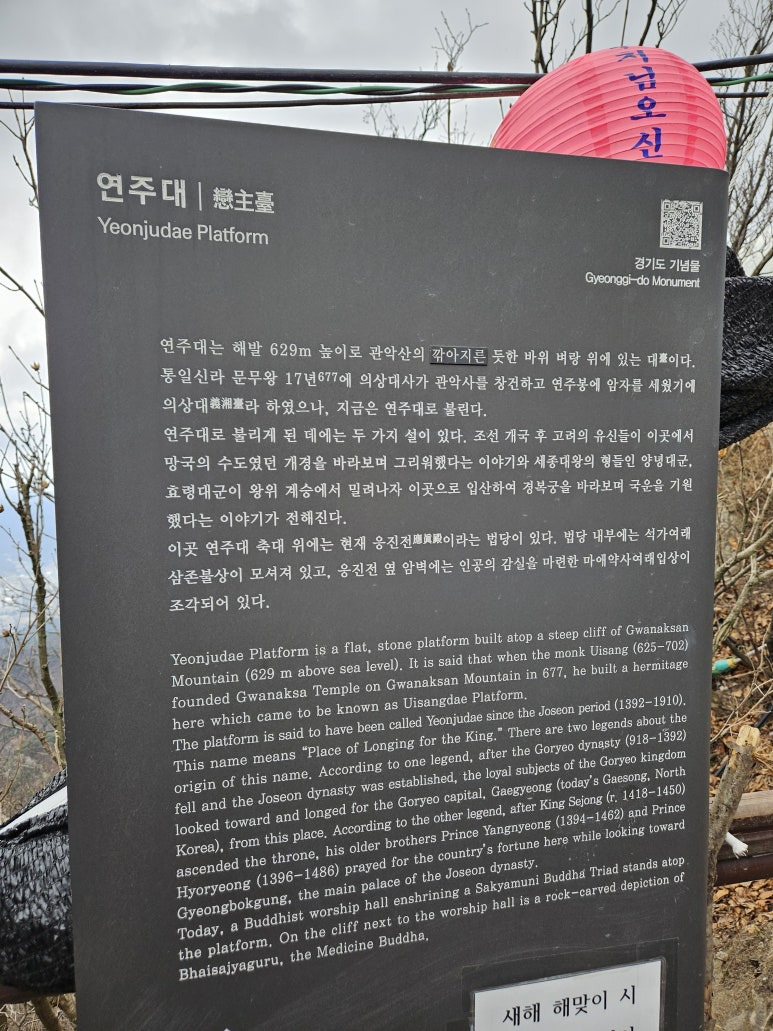 치님오신
연주대 | 戀主臺
Yeonjudae Platform
경기도 기념물
Gyeonggi-do Monument
연주대는 해발 629m 높이로 관악산의 깎아지른 듯한 바위 벼랑 위에 있는 대臺이다.
통일신라 문무왕 17년677에 의상대사가 관악사를 창건하고 연주봉에 암자를 세웠기에
의상대義湘臺라 하였으나, 지금은 연주대로 불린다.
연주대로 불리게 된 데에는 두 가지 설이 있다. 조선 개국 후 고려의 유신들이 이곳에서
망국의 수도였던 개경을 바라보며 그리워했다는 이야기와 세종대왕의 형들인 양녕대군,
효령대군이 왕위 계승에서 밀려나자 이곳으로 입산하여 경복궁을 바라보며 국운을 기원
했다는 이야기가 전해진다.
이곳 연주대 축대 위에는 현재 응진전應眞殿이라는 법당이 있다. 법당 내부에는 석가여래
삼존불상이 모셔져 있고, 응진전 옆 암벽에는 인공의 감실을 마련한 마애약사여래입상이
조각되어 있다.
Yeonjudae Platform is a flat, stone platform built atop a steep cliff of Gwanaksan
Mountain (629 m above sea level). It is said that when the monk Uisang (625-702)
founded Gwanaksa Temple on Gwanaksan Mountain in 677, he built a hermitage
here which came to be known as Uisangdae Platform.
The platform is said to have been called Yeonjudae since the Joseon period (1392-1910).
This name means “Place of Longing for the King.” There are two legends about the
origin of this name. According to one legend, after the Goryeo dynasty (918-1392)
fell and the Joseon dynasty was established, the loyal subjects of the Goryeo kingdom
looked toward and longed for the Goryeo capital, Gaegyeong (today’s Gaesong, North
Korea), from this place. According to the other legend, after King Sejong (r. 1418-1450)
ascended the throne, his older brothers Prince Yangnyeong (1394-1462) and Prince
Hyoryeong (1396-1486) prayed for the country’s fortune here while looking toward
Gyeongbokgung, the main palace of the Joseon dynasty.
Today, a Buddhist worship hall enshrining a Sakyamuni Buddha Triad stands atop
the platform. On the cliff next to the worship hall is a rock-carved depiction of
Bhaisajyaguru, the Medicine Buddha.
새해 해맞이 시